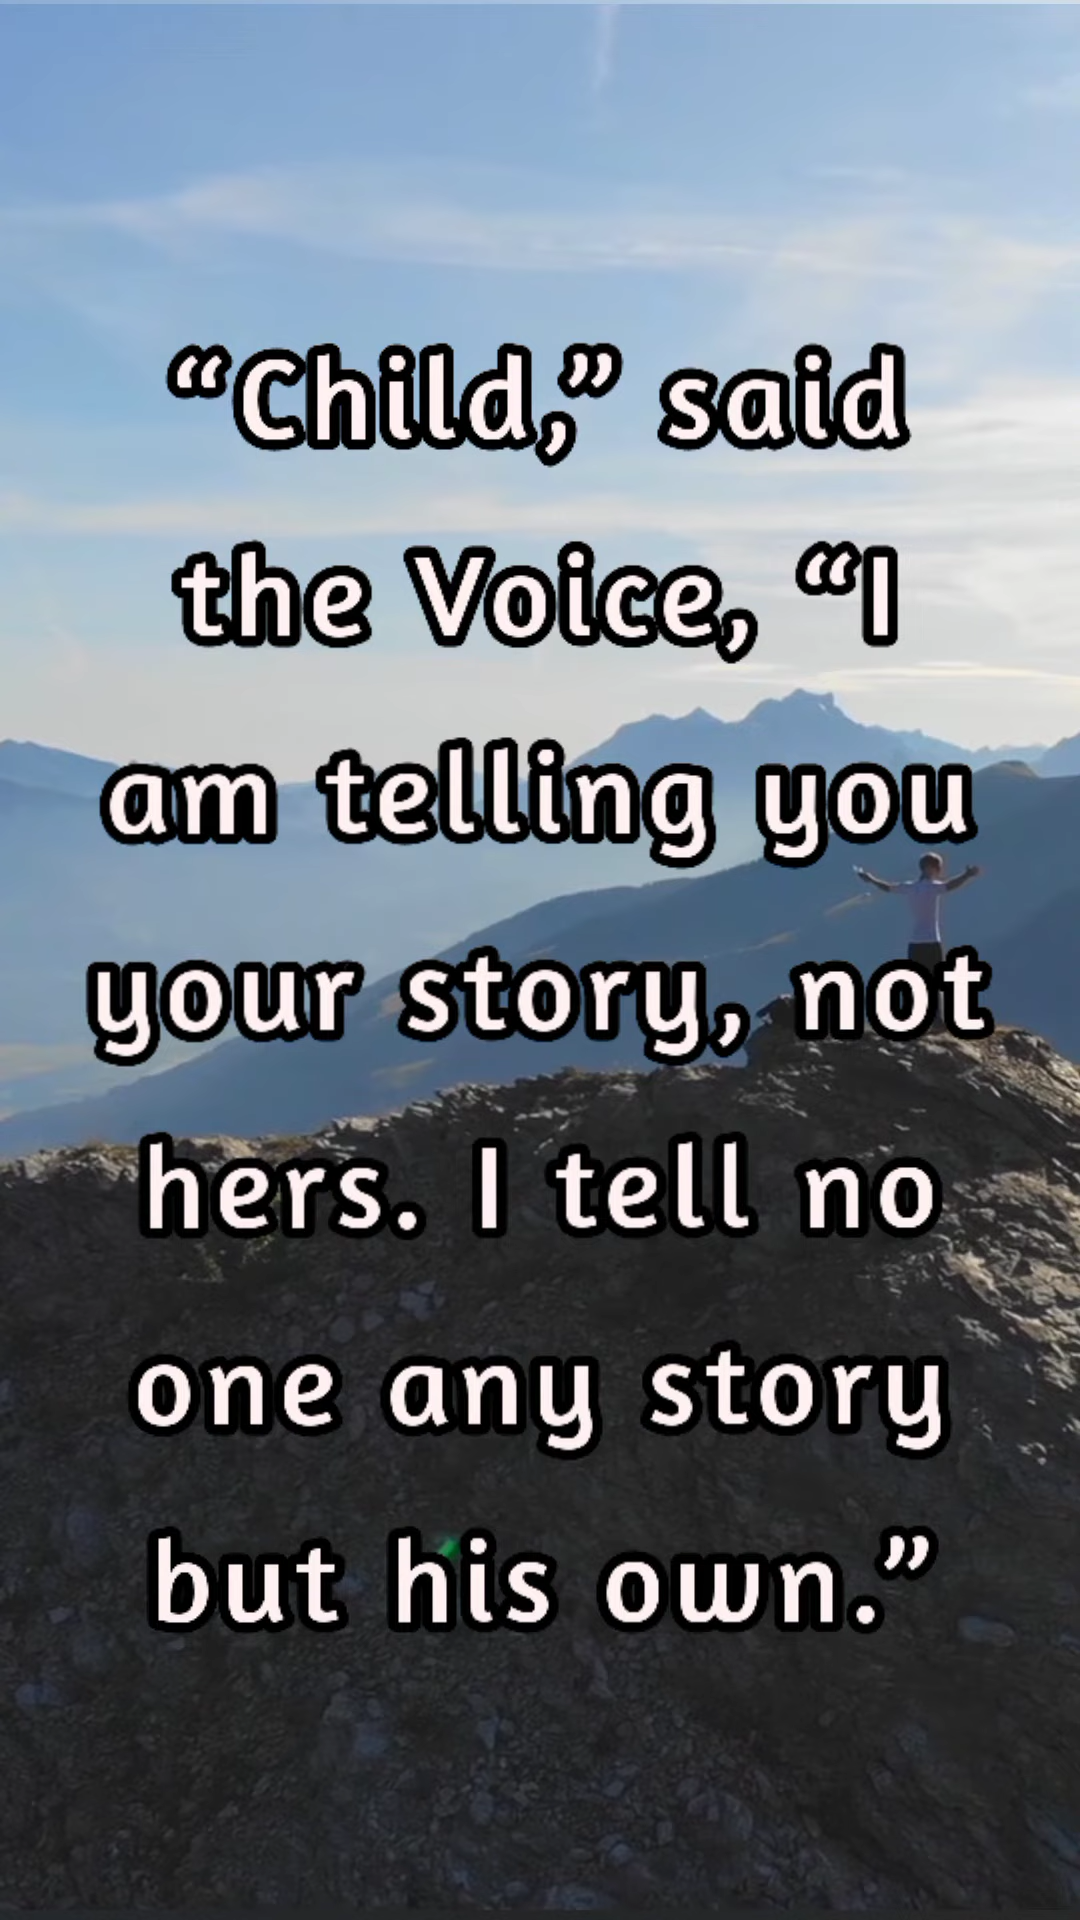 “Child,” said
the Voice, “I
am telling you
your story, not
hers. I tell no
one any story
but his own.”